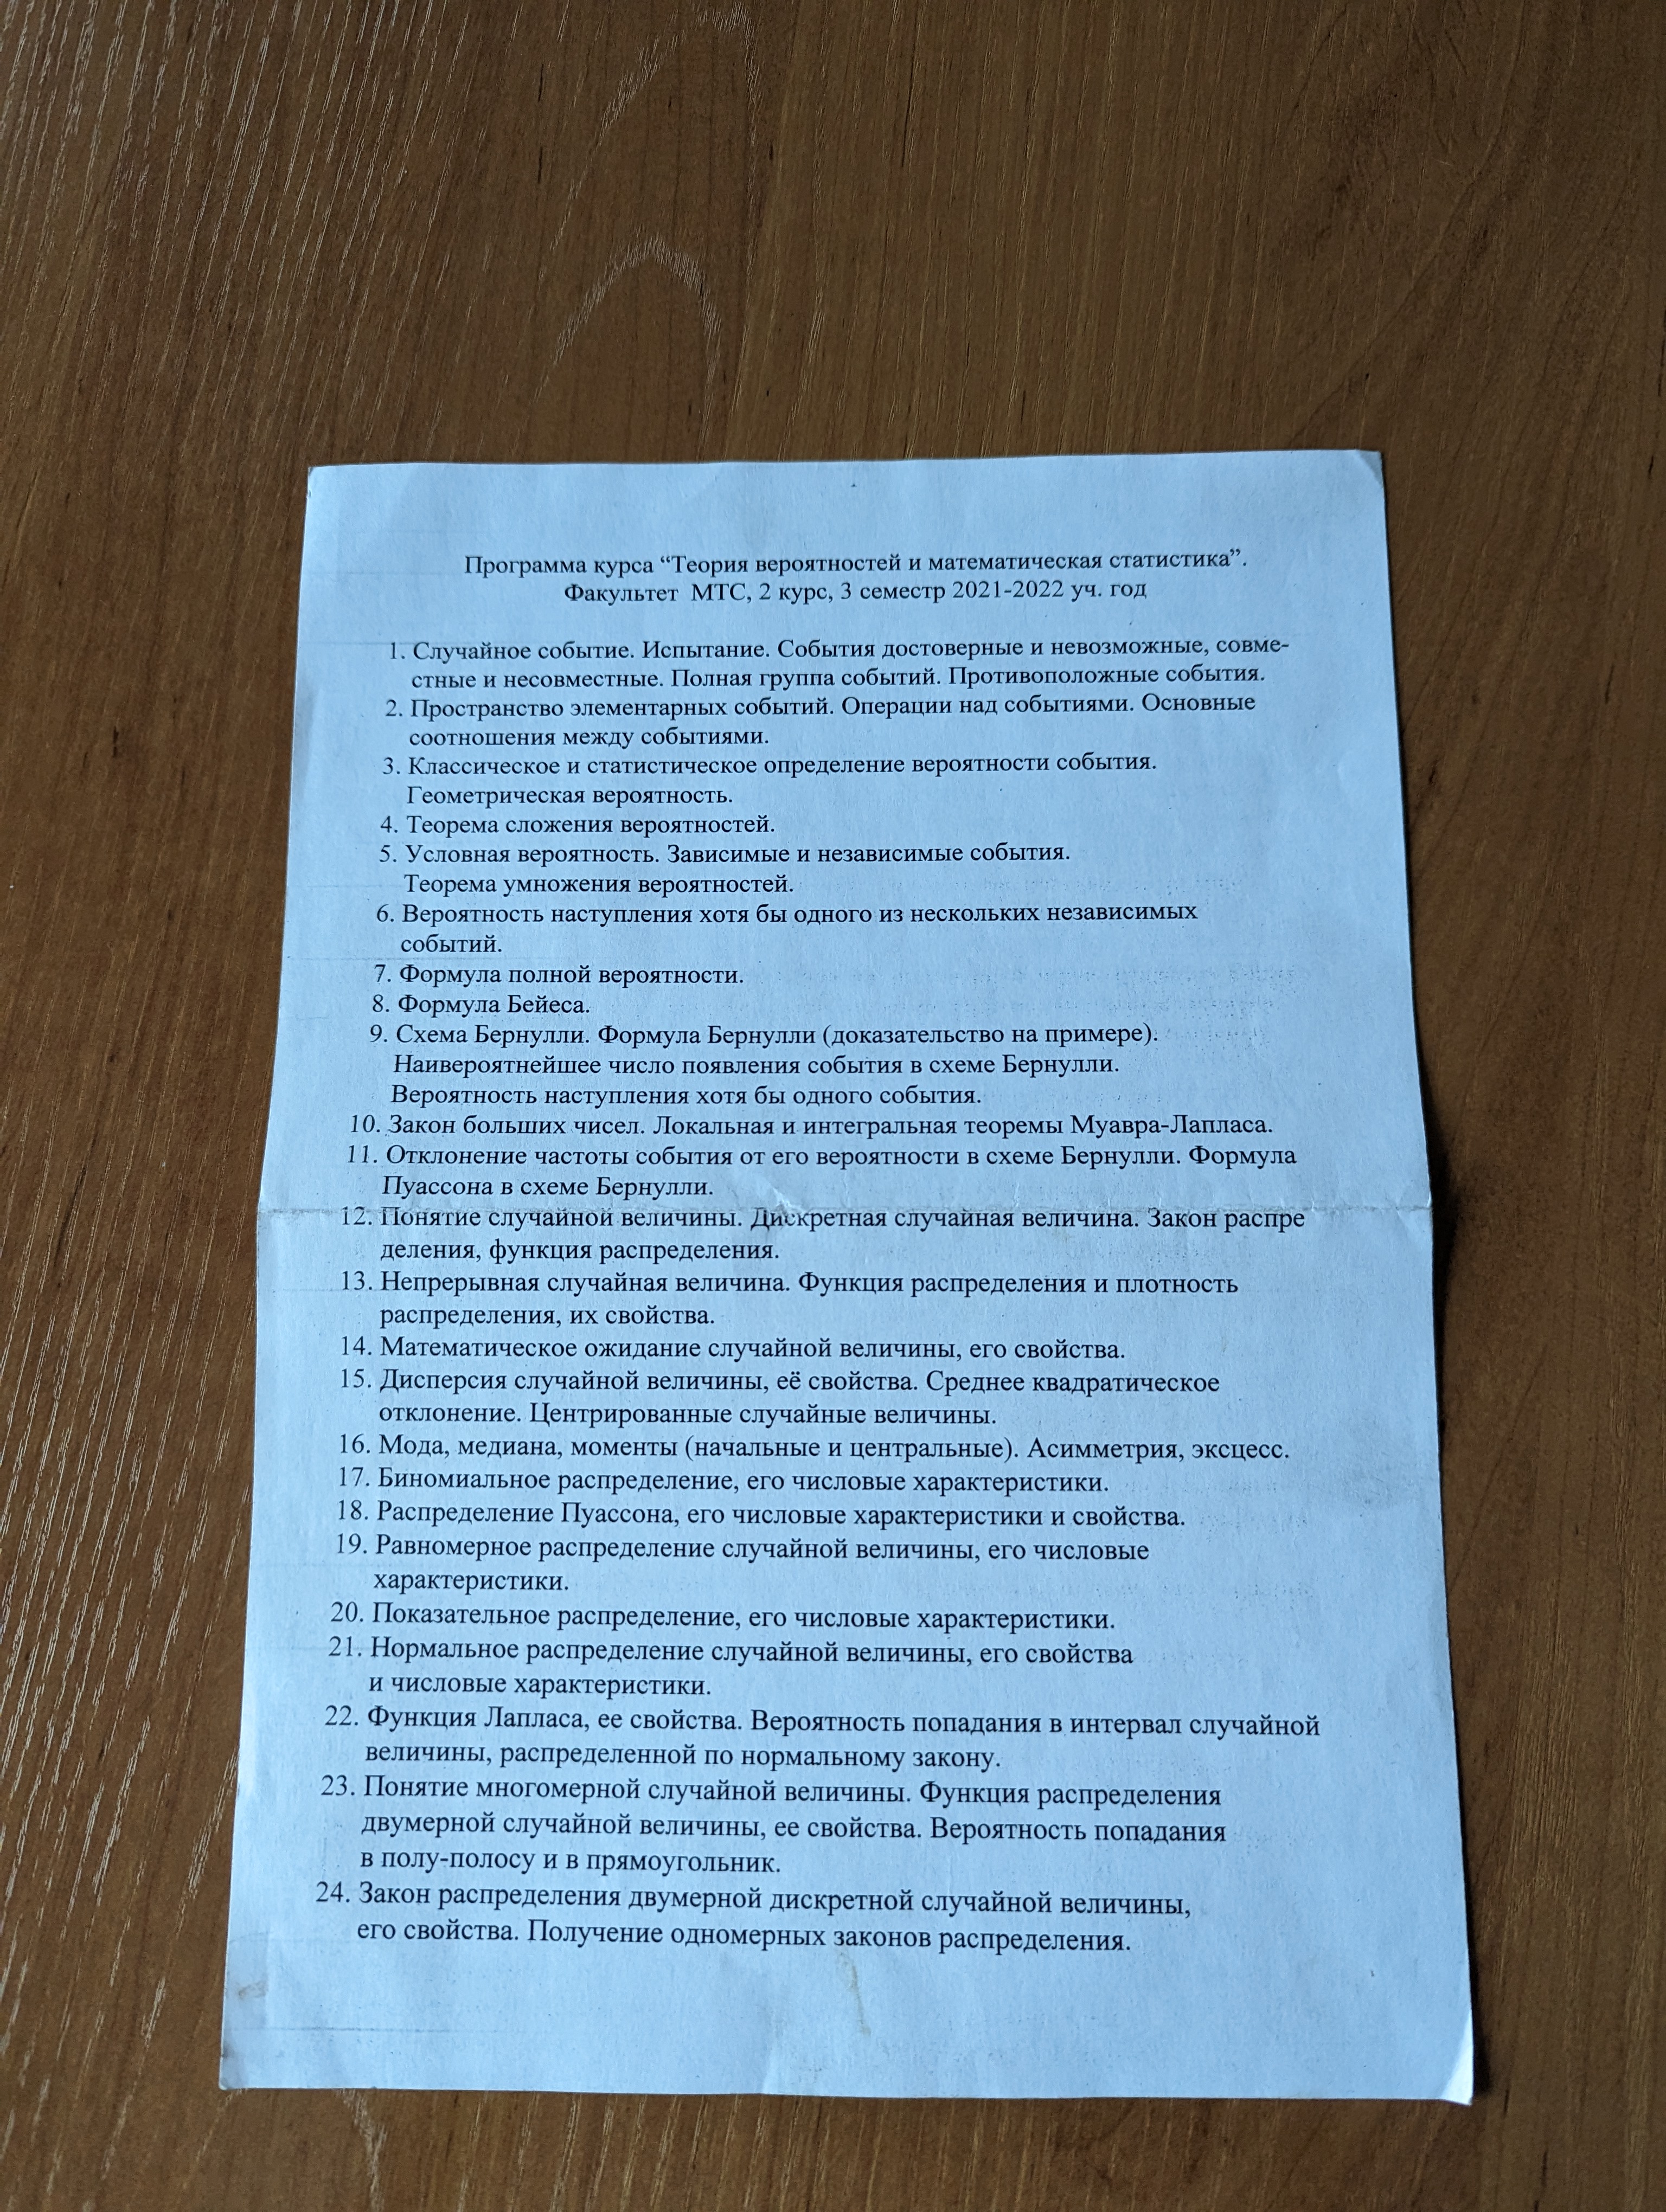 Программа курса “Теория вероятностей и математическая статистика”.
Факультет МТС, 2 курс, 3 семестр 2021-2022 уч. год
1. Случайное событие. Испытание. События достоверные и невозможные, совме-
стные и несовместные. Полная группа событий. Противоположные события.
2. Пространство элементарных событий. Операции над событиями. Основные
соотношения между событиями.
3. Классическое и статистическое определение вероятности события.
Геометрическая вероятность.
4. Теорема сложения вероятностей.
5. Условная вероятность. Зависимые и независимые события.
Теорема умножения вероятностей.
6. Вероятность наступления хотя бы одного из нескольких независимых
событий.
7. Формула полной вероятности.
8. Формула Бейеса.
9. Схема Бернулли. Формула Бернулли (доказательство на примере).
Наивероятнейшее число появления события в схеме Бернулли.
Вероятность наступления хотя бы одного события.
10. Закон больших чисел. Локальная и интегральная теоремы Муавра-Лапласа.
11. Отклонение частоты события от его вероятности в схеме Бернулли. Формула
Пуассона в схеме Бернулли.
12. Понятие случайной величины. Дискретная случайная величина. Закон распре
деления, функция распределения.
13. Непрерывная случайная величина. Функция распределения и плотность
распределения, их свойства.
14. Математическое ожидание случайной величины, его свойства.
15. Дисперсия случайной величины, её свойства. Среднее квадратическое
отклонение. Центрированные случайные величины.
16. Мода, медиана, моменты (начальные и центральные). Асимметрия, эксцесс.
17. Биномиальное распределение, его числовые характеристики.
18. Распределение Пуассона, его числовые характеристики и свойства.
19. Равномерное распределение случайной величины, его числовые
характеристики.
20. Показательное распределение, его числовые характеристики.
21. Нормальное распределение случайной величины, его свойства
и числовые характеристики.
22. Функция Лапласа, ее свойства. Вероятность попадания в интервал случайной
величины, распределенной по нормальному закону.
23. Понятие многомерной случайной величины. Функция распределения
двумерной случайной величины, ее свойства. Вероятность попадания
в полу-полосу и в прямоугольник.
24. Закон распределения двумерной дискретной случайной величины,
его свойства. Получение одномерных законов распределения.